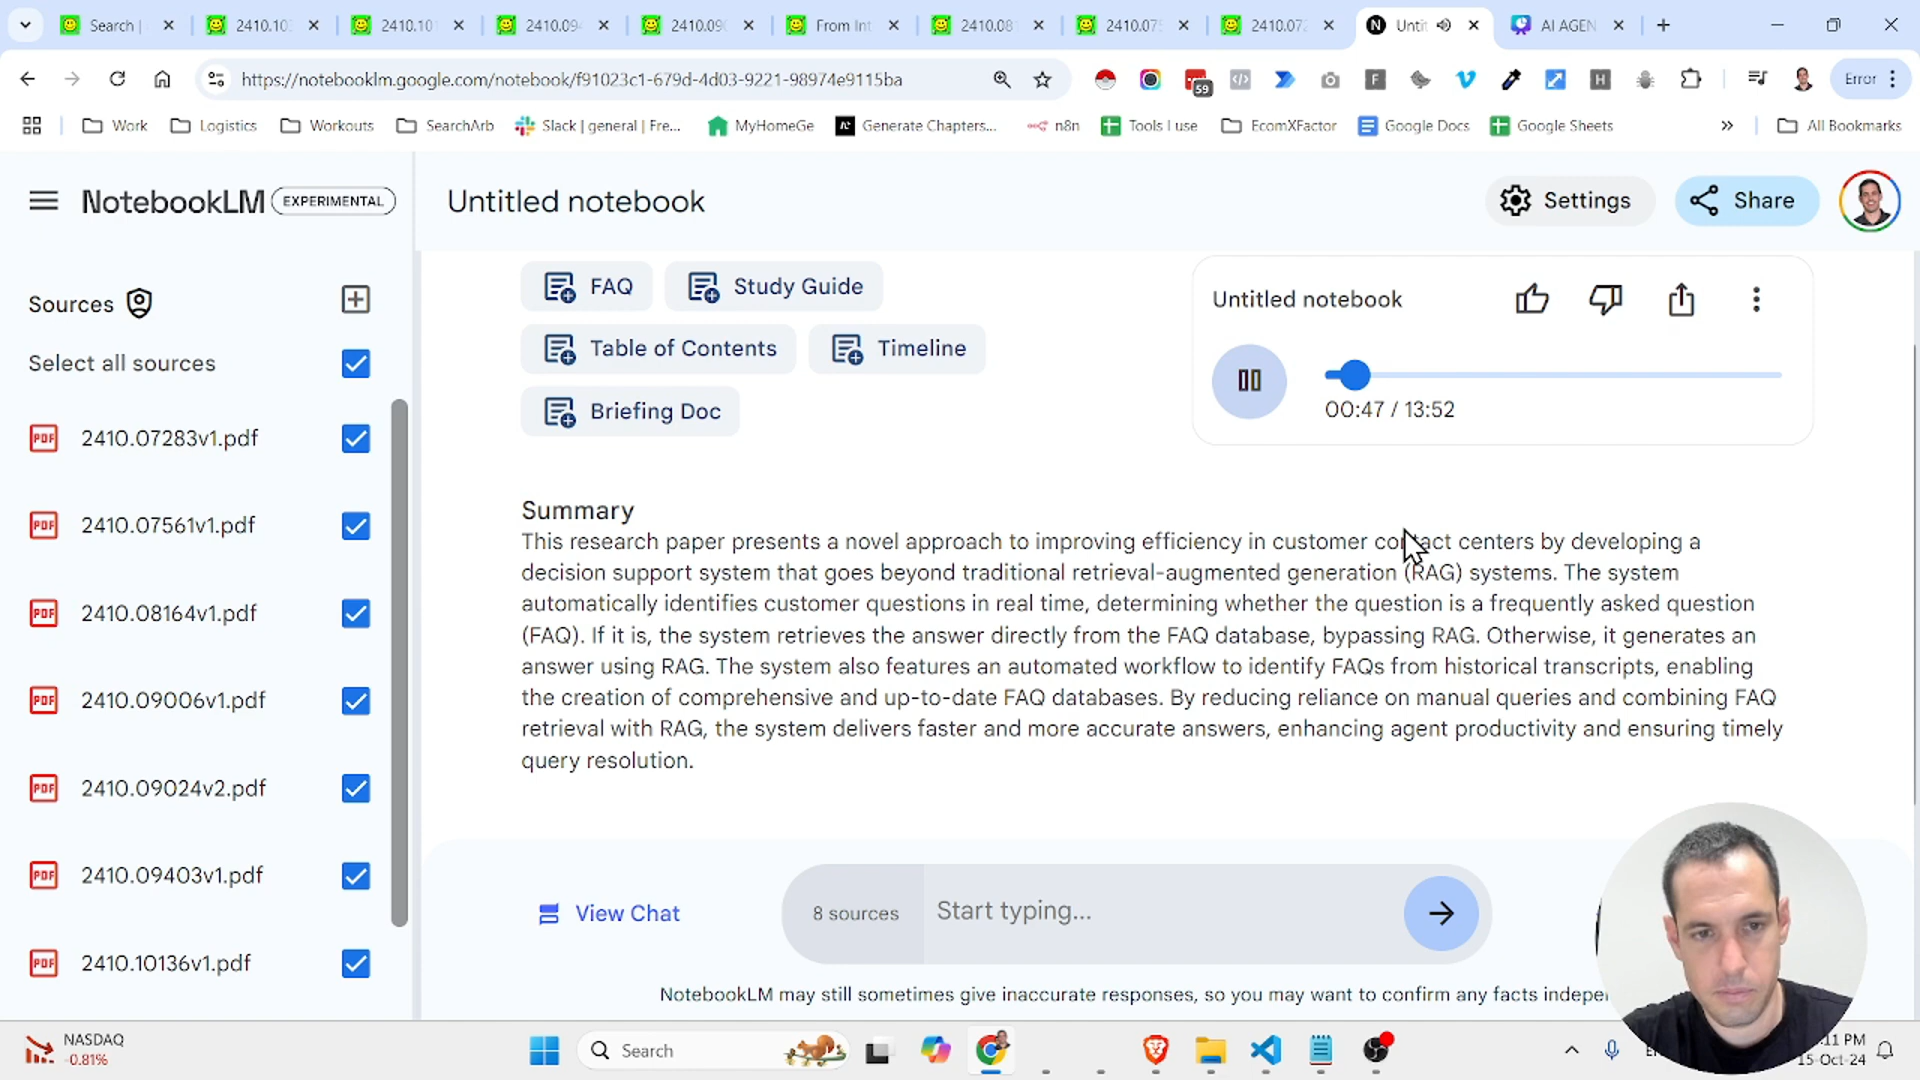 Search |
2410.10
2410.101
2410.094
2410.090
From Int
2410.081
2410.075
2410.072
Untit
AI AGEN
https://notebooklm.google.com/notebook/f91023c1-679d-4d03-9221-98974e9115ba
59
Error
Work
Logistics
Workouts
SearchArb
Slack | general | Fre...
MyHomeGe
Generate Chapters...
n8n
Tools I use
EcomXFactor
Google Docs
Google Sheets
All Bookmarks
NotebookLM
EXPERIMENTAL
Untitled notebook
Settings
Share
Sources
Select all sources
2410.07283v1.pdf
2410.07561v1.pdf
2410.08164v1.pdf
2410.09006v1.pdf
2410.09024v2.pdf
2410.09403v1.pdf
2410.10136v1.pdf
FAQ
Study Guide
Table of Contents
Timeline
Briefing Doc
Untitled notebook
00:47 / 13:52
Summary
This research paper presents a novel approach to improving efficiency in customer contact centers by developing a
decision support system that goes beyond traditional retrieval-augmented generation (RAG) systems. The system
automatically identifies customer questions in real time, determining whether the question is a frequently asked question
(FAQ). If it is, the system retrieves the answer directly from the FAQ database, bypassing RAG. Otherwise, it generates an
answer using RAG. The system also features an automated workflow to identify FAQs from historical transcripts, enabling
the creation of comprehensive and up-to-date FAQ databases. By reducing reliance on manual queries and combining FAQ
retrieval with RAG, the system delivers faster and more accurate answers, enhancing agent productivity and ensuring timely
query resolution.
View Chat
8 sources
Start typing...
NotebookLM may still sometimes give inaccurate responses, so you may want to confirm any facts indepe
NASDAQ
-0.81%
Search
:11 PM
15-Oct-24